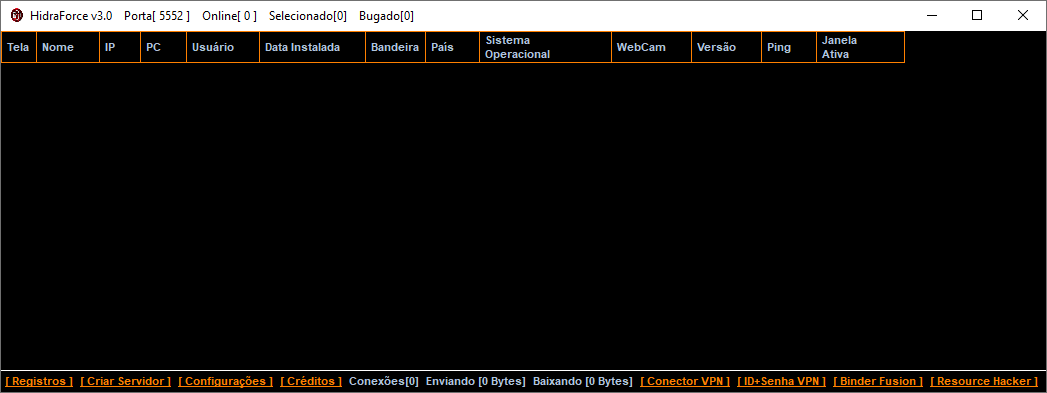 HidraForce v3.0 Porta[ 5552 ] Online[ 0 ] Selecionado[0] Bugado[0]
Tela Nome IP PC Usuário Data Instalada Bandeira País Sistema Operacional WebCam Versão Ping Janela Ativa
[ Registros ] [ Criar Servidor ] [ Configurações ] [ Créditos ] Conexões[0] Enviando [0 Bytes] Baixando [0 Bytes] [ Conector VPN ] [ ID+Senha VPN ] [ Binder Fusion ] [ Resource Hacker ]